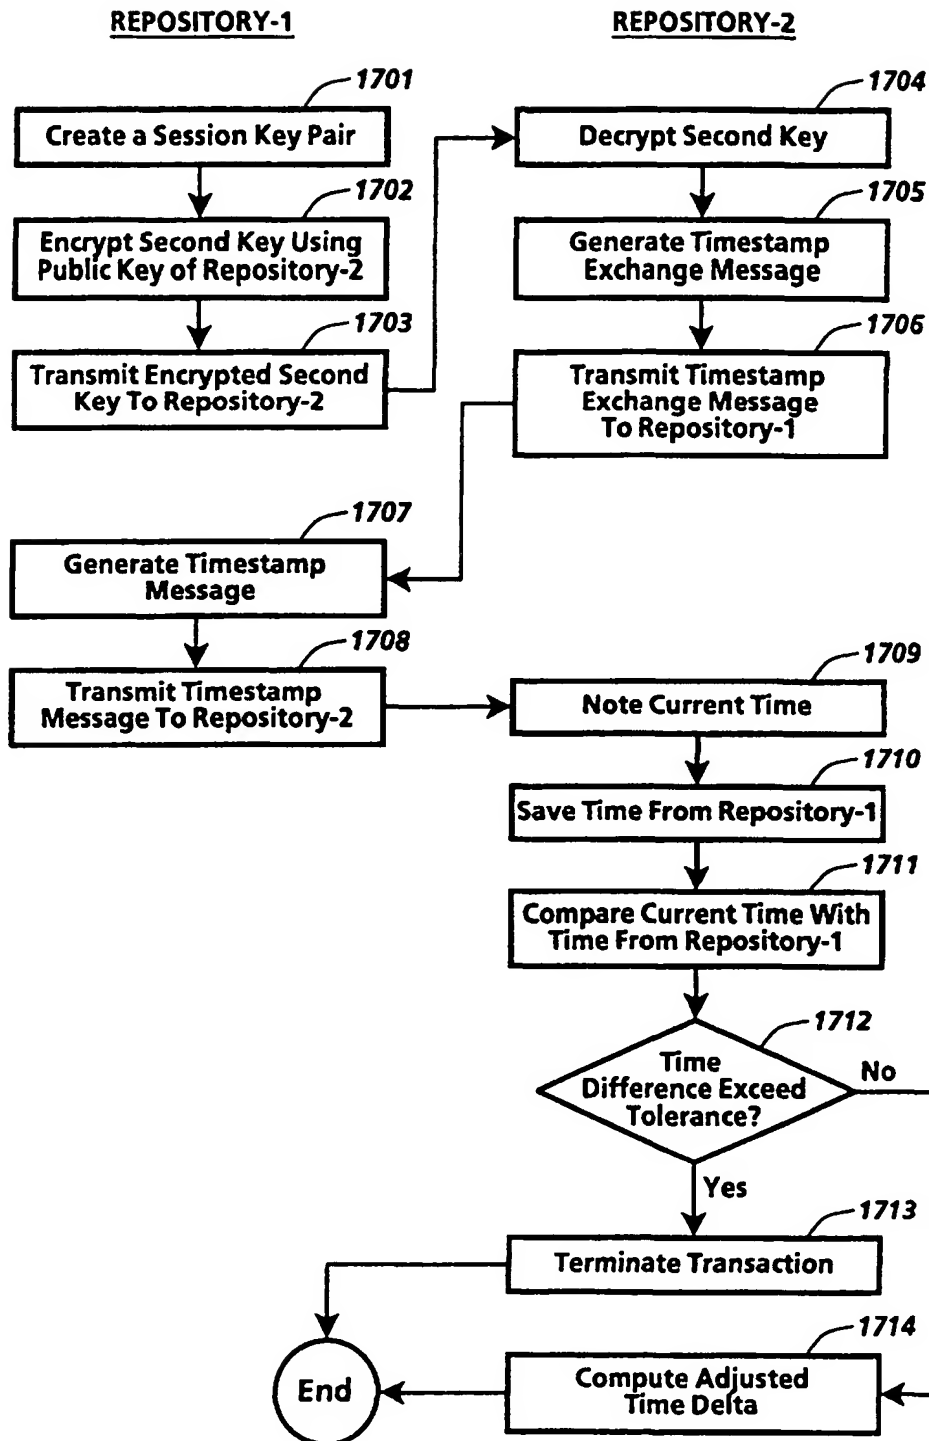 REPOSITORY-1
REPOSITORY-2
1701
Create a Session Key Pair
1702
Encrypt Second Key Using
Public Key of Repository-2
1703
Transmit Encrypted Second
Key To Repository-2
1704
Decrypt Second Key
1705
Generate Timestamp
Exchange Message
1706
Transmit Timestamp
Exchange Message
To Repository-1
1707
Generate Timestamp
Message
1708
Transmit Timestamp
Message To Repository-2
1709
Note Current Time
1710
Save Time From Repository-1
1711
Compare Current Time With
Time From Repository-1
1712
Time
Difference Exceed
Tolerance?
No
Yes
1713
Terminate Transaction
1714
Compute Adjusted
Time Delta
End